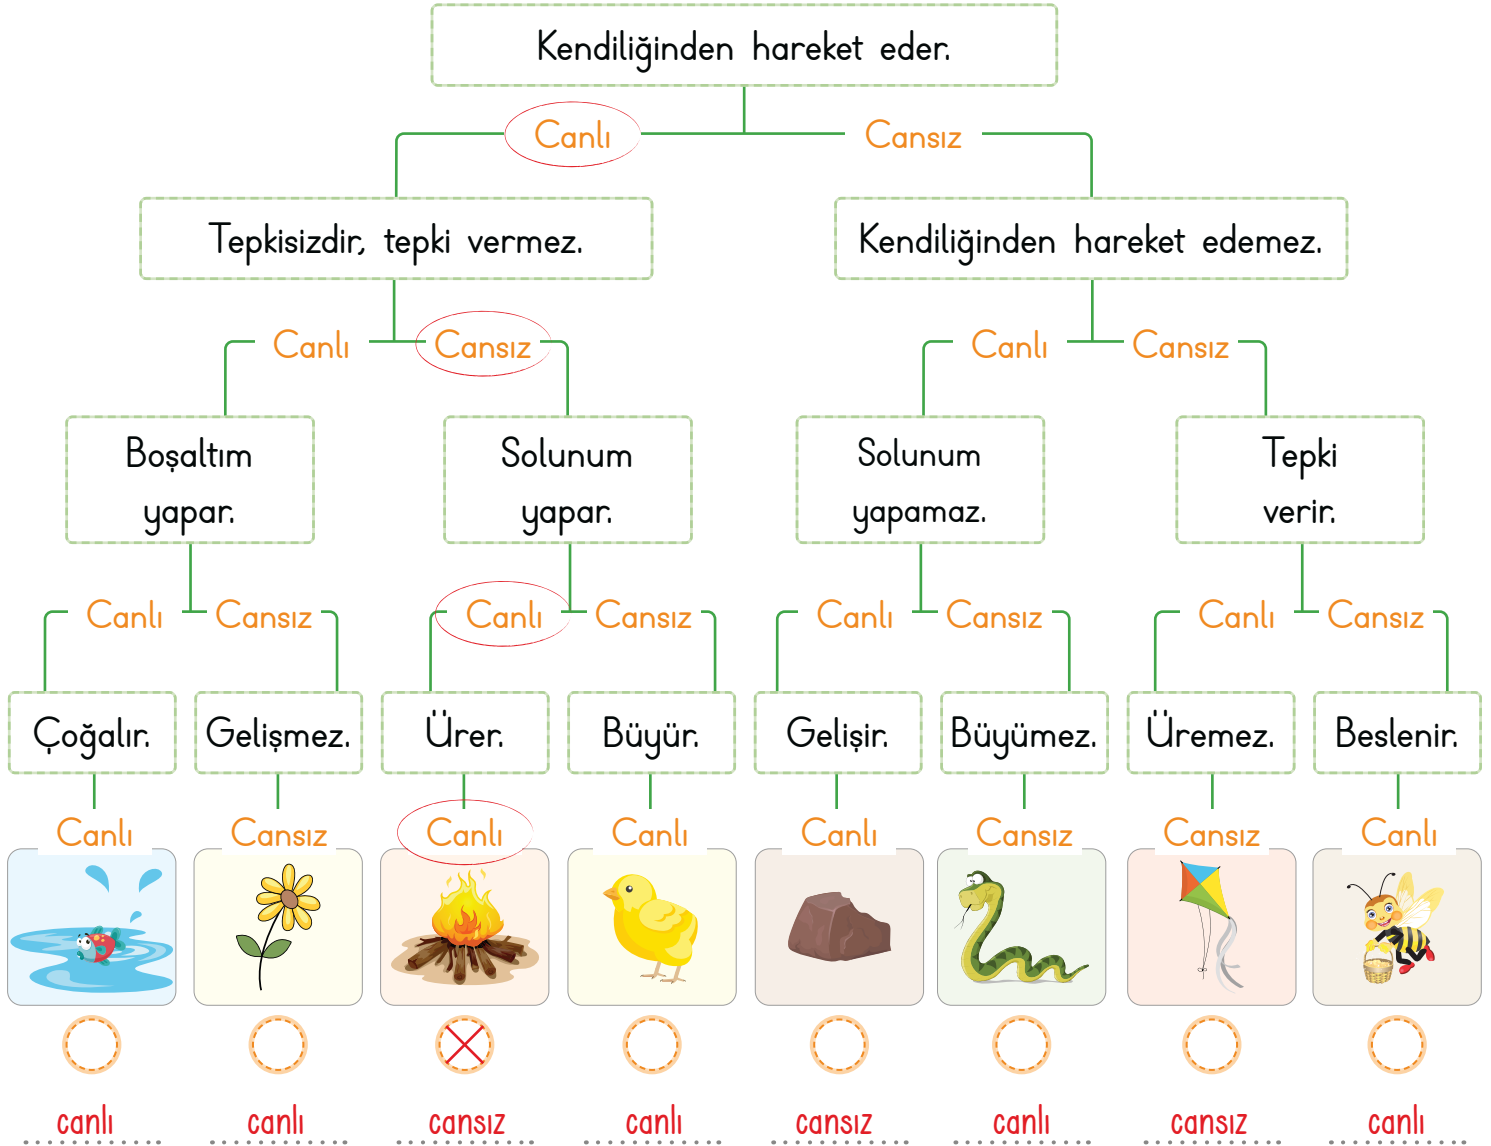 Kendiliğinden hareket eder.
Canlı
Cansız
Tepkisizdir, tepki vermez.
Kendiliğinden hareket edemez.
Canlı
Cansız
Canlı
Cansız
Boşaltım
yapar.
Solunum
yapar.
Solunum
yapamaz.
Tepki
verir.
Canlı
Cansız
Canlı
Cansız
Canlı
Cansız
Canlı
Cansız
Çoğalır.
Gelişmez.
Ürer.
Büyür.
Gelişir.
Büyümez.
Üremez.
Beslenir.
Canlı
Cansız
Canlı
Canlı
Canlı
Cansız
Cansız
Canlı
canlı
canlı
cansız
canlı
cansız
canlı
cansız
canlı